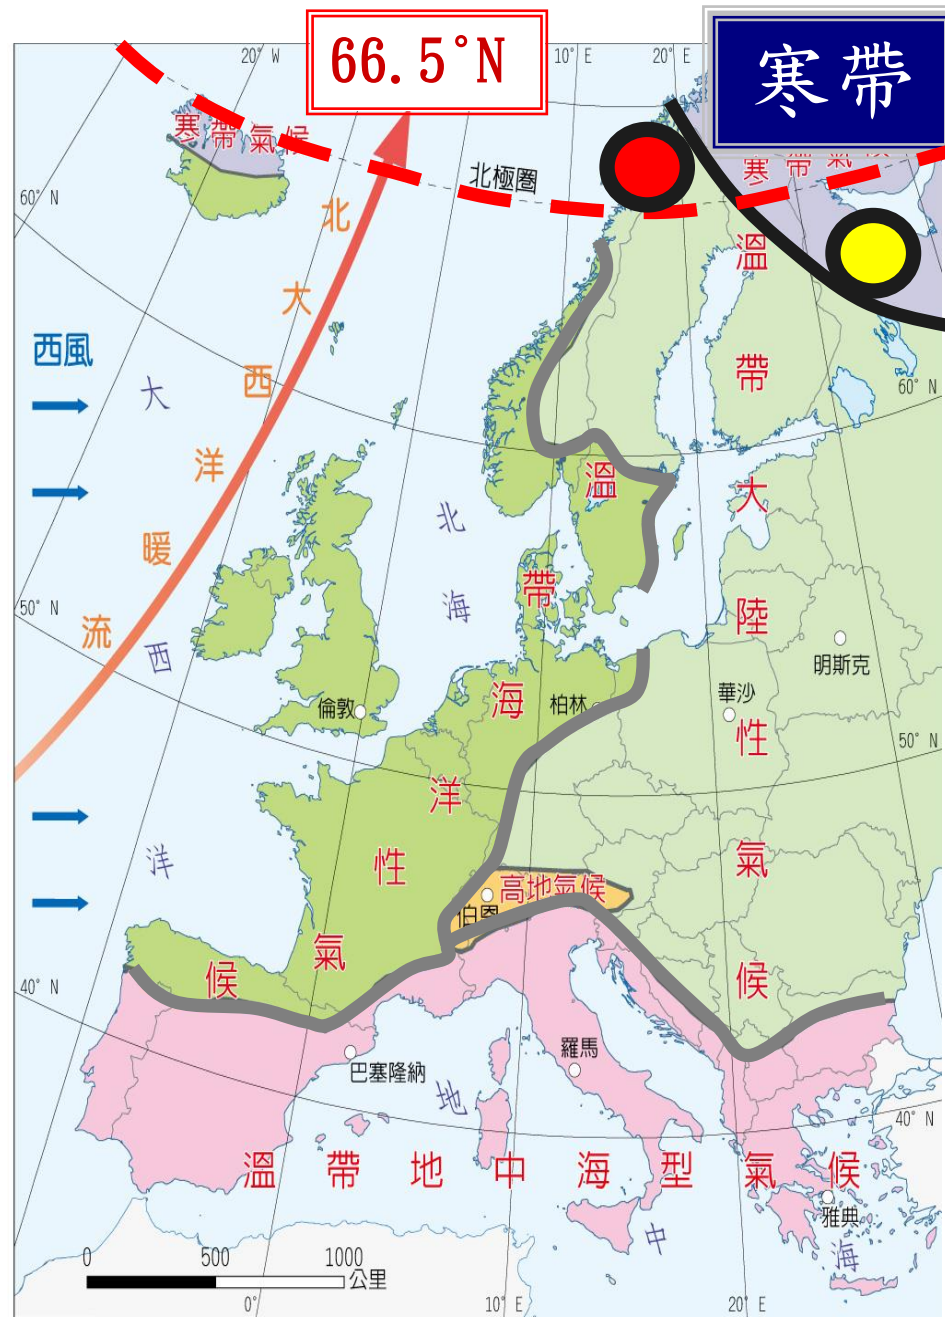 66.5°N
寒帶
20° W
10° E
20° E
寒帶氣候
北極圈
寒帶氣候
60° N
北大西洋暖流
西風
大西洋
北海
溫帶海洋性氣候
溫帶大陸性氣候
60° N
50° N
倫敦
柏林
華沙
明斯克
50° N
高地氣候
伯恩
40° N
巴塞隆納
羅馬
地中海
40° N
溫帶地中海型氣候
雅典
0 500 1000
公里
0°
10° E
20° E